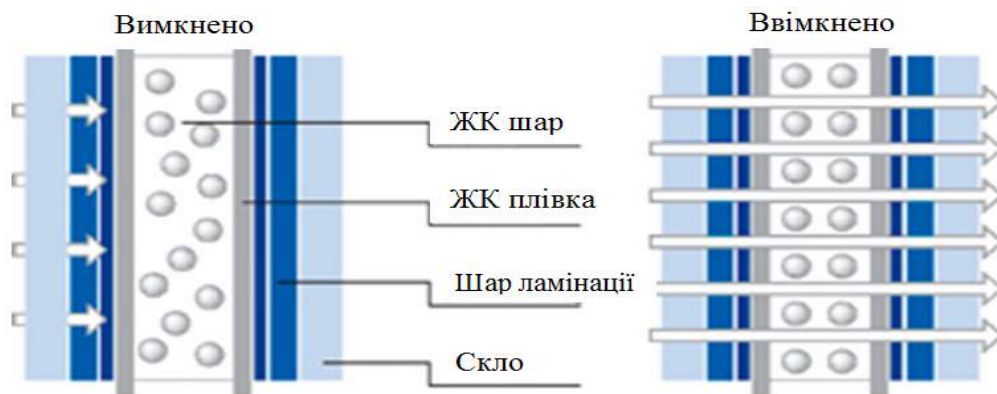 Вимкнено
Ввімкнено
ЖК шар
ЖК плівка
Шар ламінації
Скло